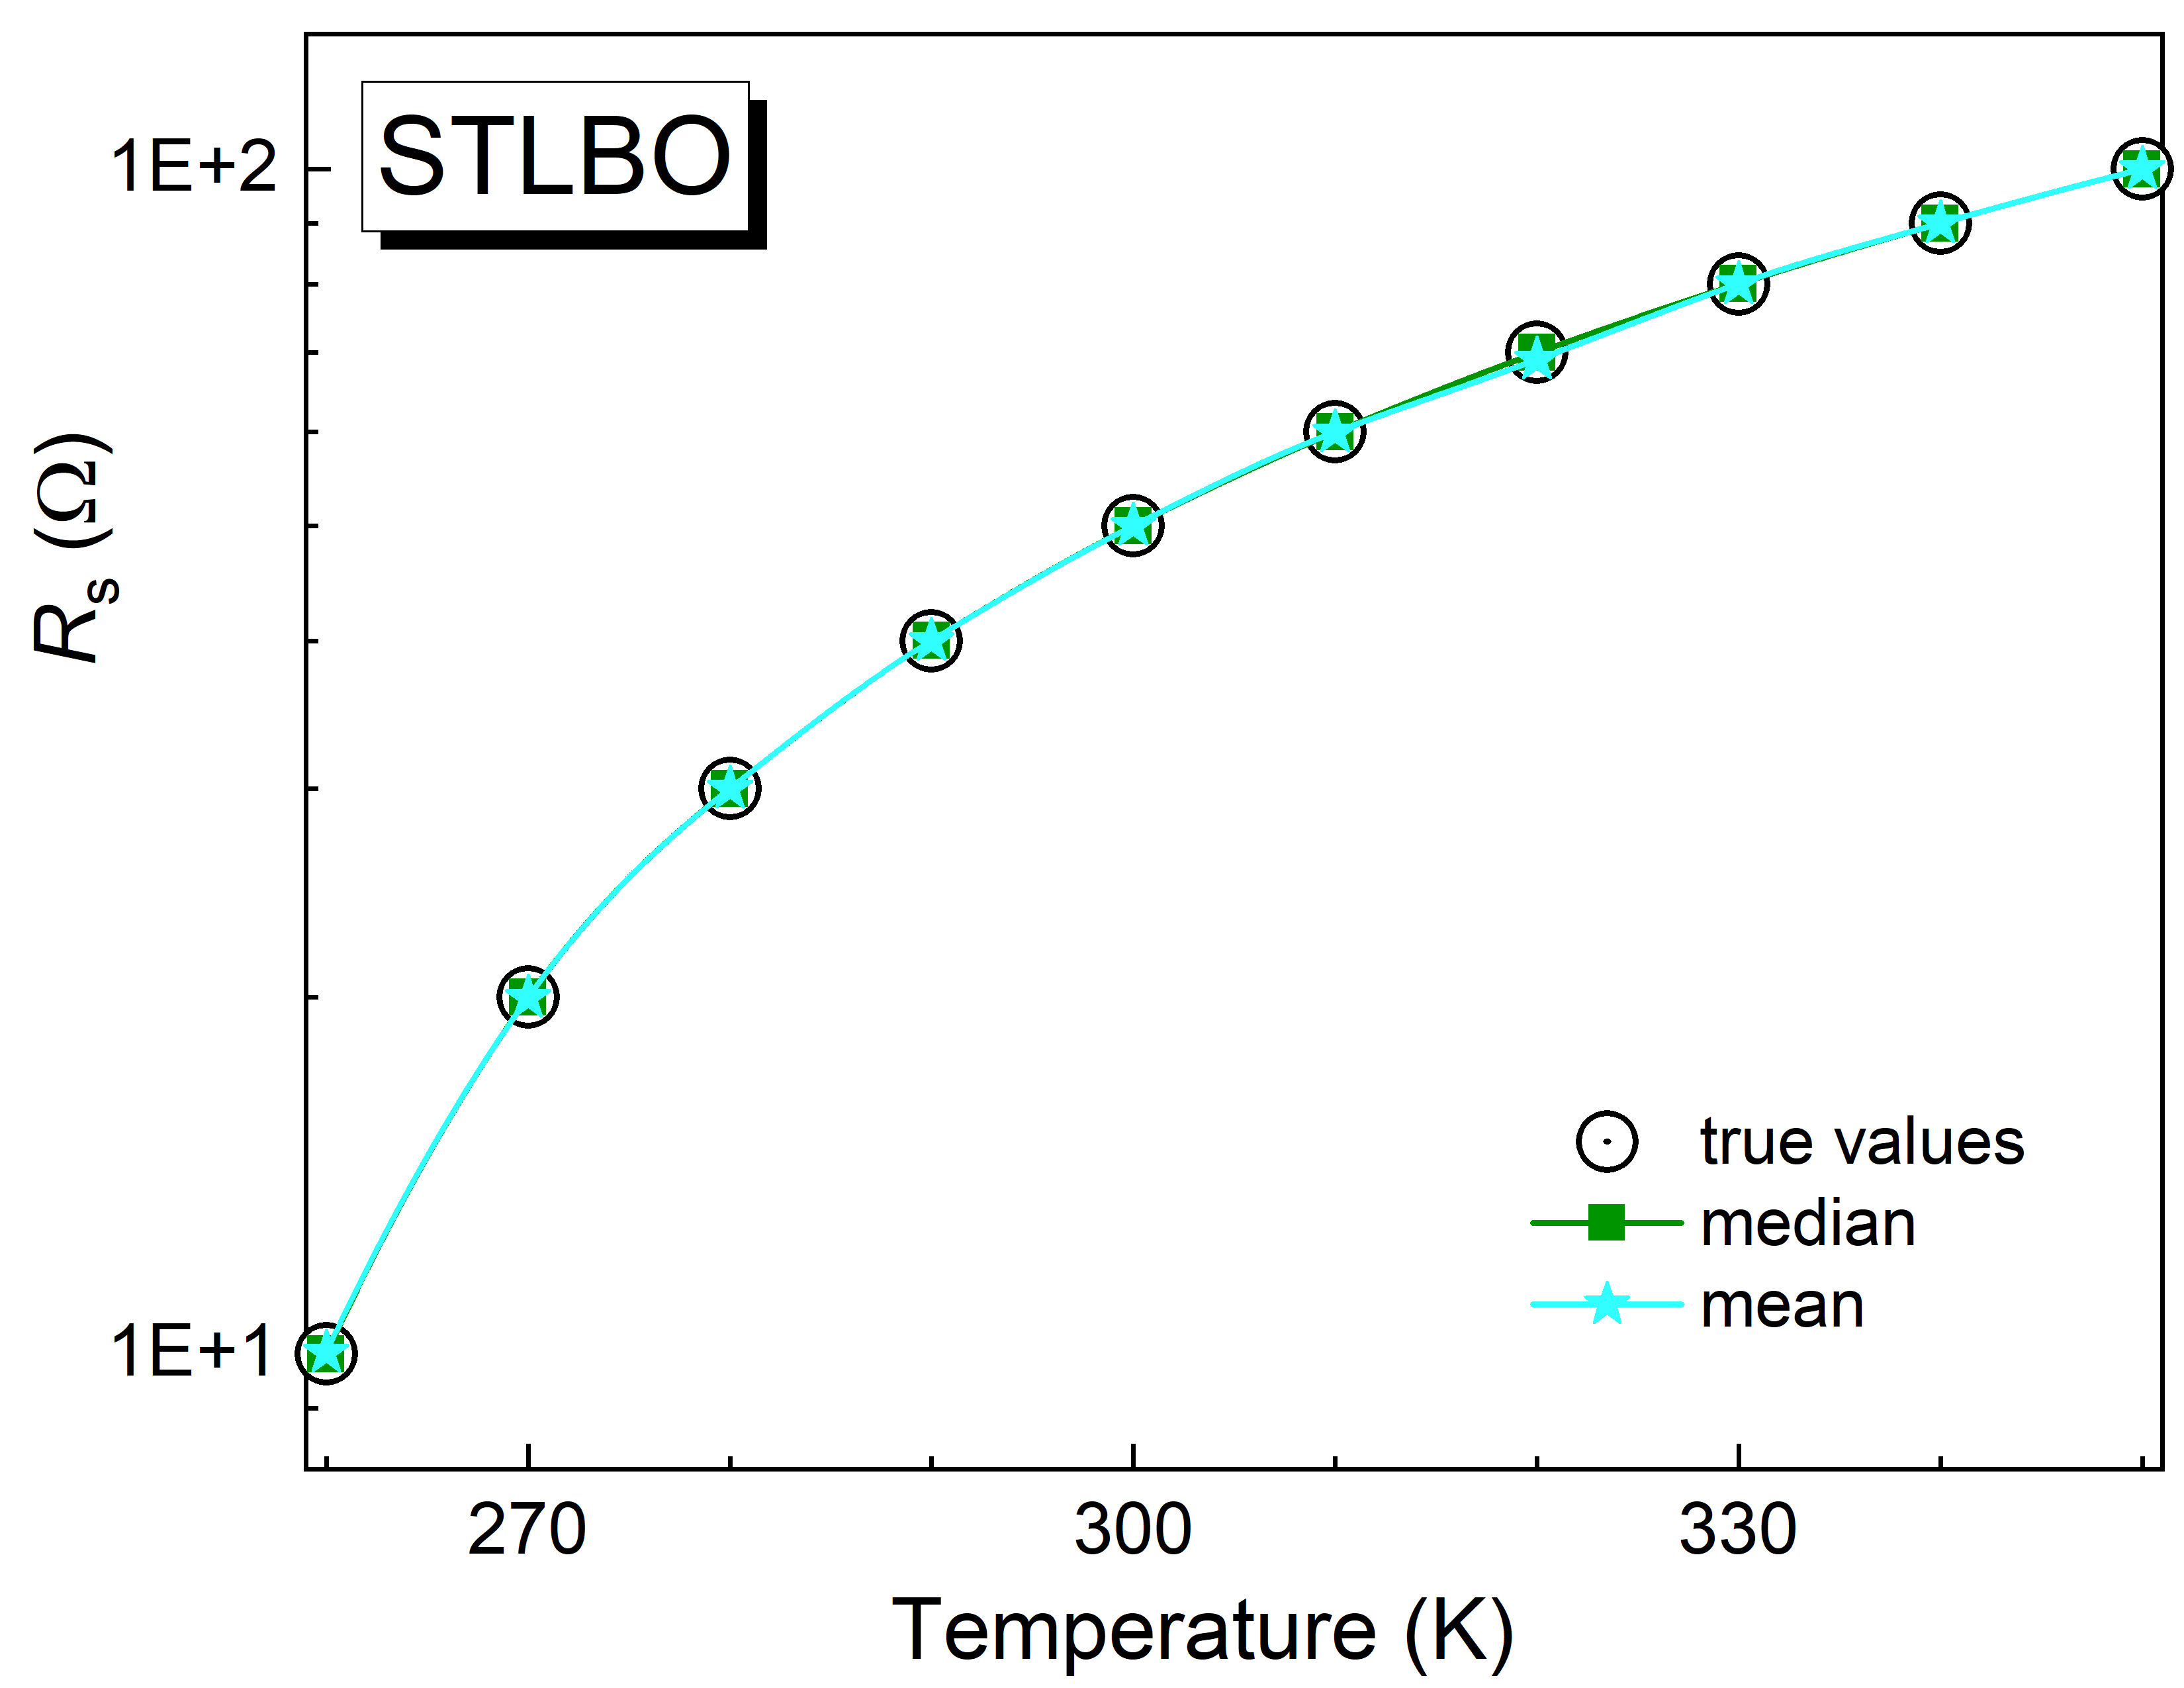 STLBO
1E+2
1E+1
Rs (Ω)
true values
median
mean
270 300 330
Temperature (K)